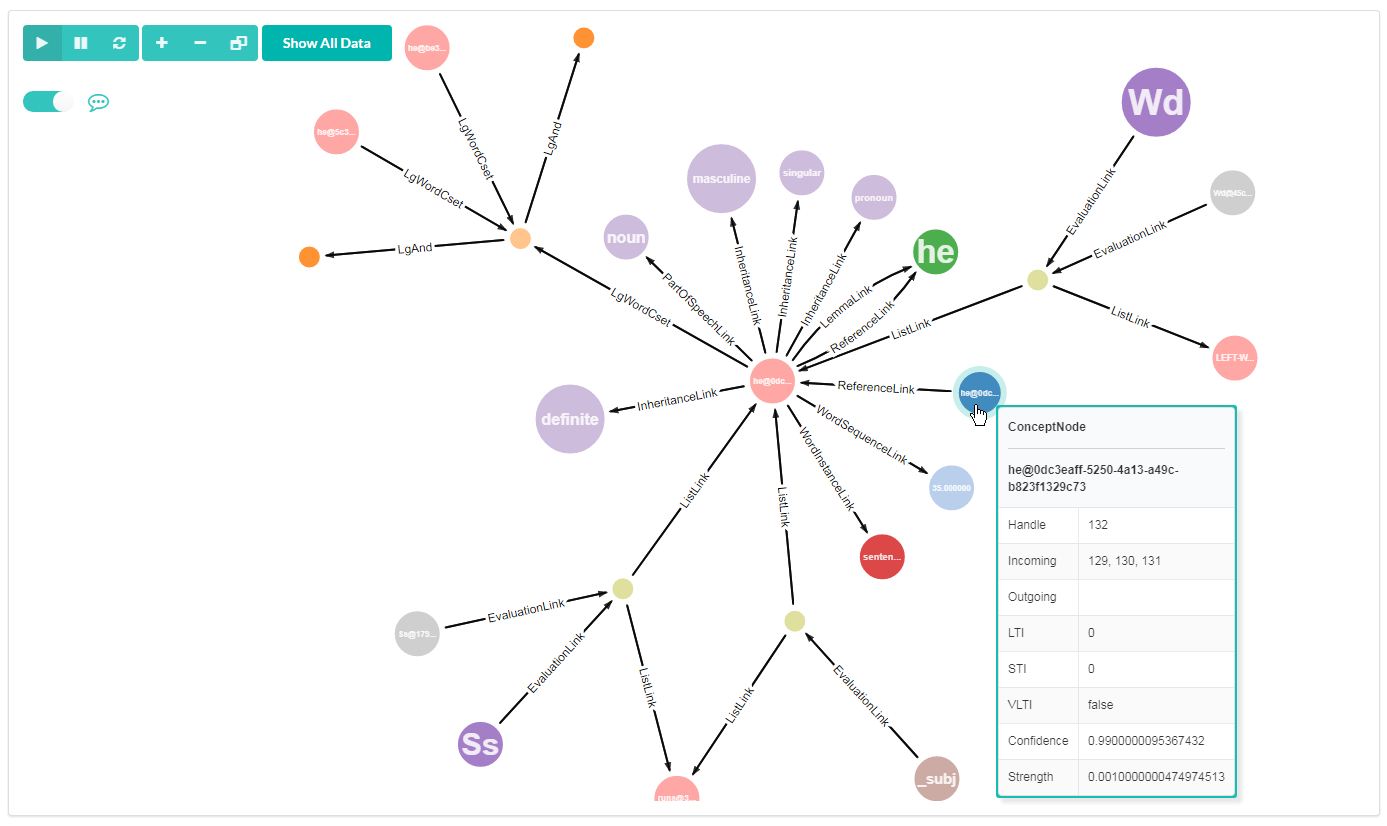 Show All Data
he@be3...
he@5c3...
LgWordCset
LgAnd
LgWordCset
LgAnd
LgWordCset
noun
masculine
singular
pronoun
he
Wd
Wd@45c...
EvaluationLink
EvaluationLink
ListLink
ListLink
LEFT-W...
PartOfSpeechLink
InheritanceLink
InheritanceLink
InheritanceLink
LemmaLink
ReferenceLink
he@0dc...
ReferenceLink
he@0dc...
definite
InheritanceLink
WordSequenceLink
35.000000
WordInstanceLink
senten...
ListLink
ListLink
EvaluationLink
EvaluationLink
Ss@179...
Ss
ListLink
ListLink
EvaluationLink
_subj
runs@3...
ConceptNode
he@0dc3eaff-5250-4a13-a49c-
b823f1329c73
Handle 132
Incoming 129, 130, 131
Outgoing
LTI 0
STI 0
VLTI false
Confidence 0.9900000095367432
Strength 0.0010000000474974513